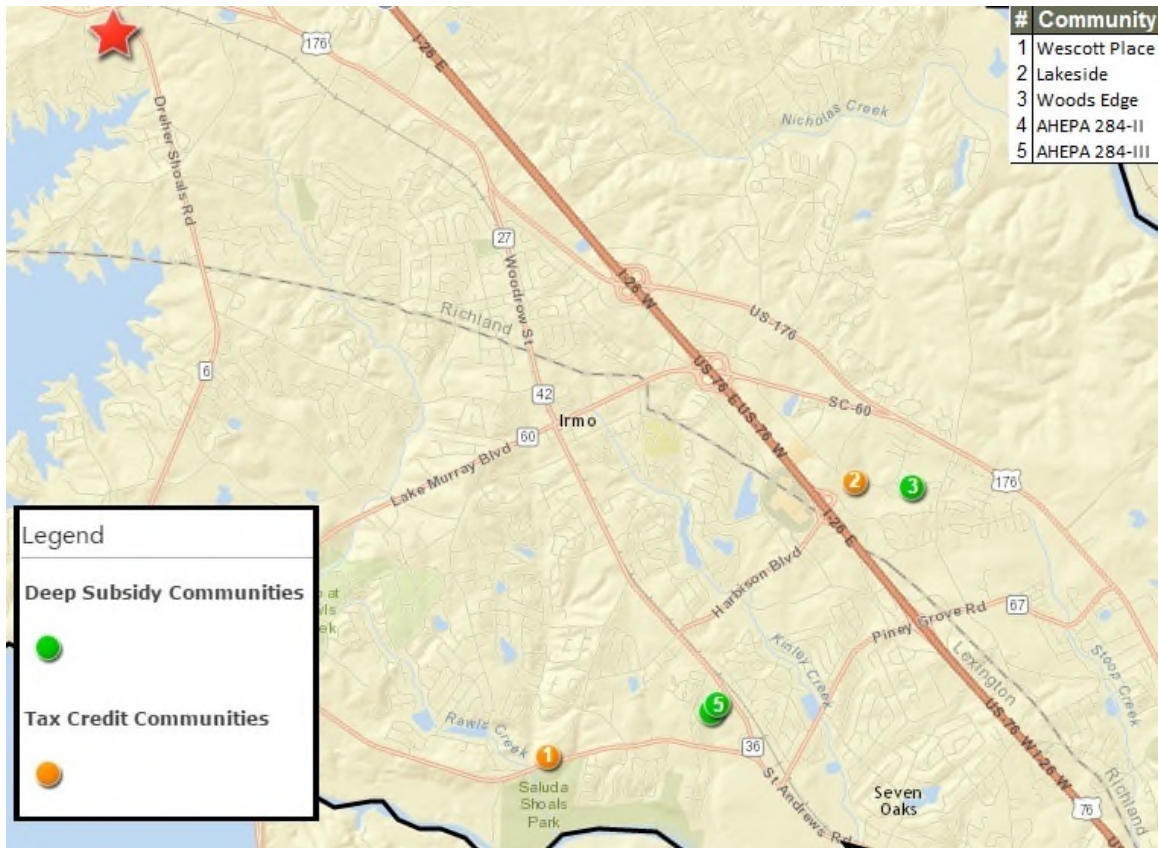 # Community
1 Wescott Place
2 Lakeside
3 Woods Edge
4 AHEPA 284-II
5 AHEPA 284-III
176
I-26 E
Dreher Shoals Rd
Nicholas Creek
27
Woodrow St
I-26 W
Richland
US-176
6
US-76 E US-76 W
42
SC-60
Irmo
60
Lake Murray Blvd
2
3
176
I-26 E
Harbison Blvd
67
Piney Grove Rd
Kinley Creek
Lexington
Stoop Creek
5
Rawls Creek
1
36
US-76 W I-26 W
Richland
St Andrews Rd
Saluda
Shoals
Park
Seven
Oaks
76
Legend
Deep Subsidy Communities
Tax Credit Communities